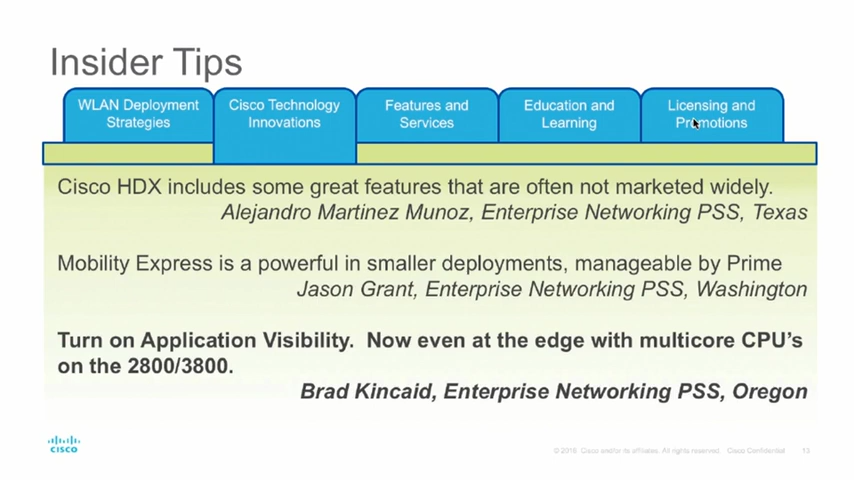 Insider Tips
WLAN Deployment
Strategies
Cisco Technology
Innovations
Features and
Services
Education and
Learning
Licensing and
Promotions
Cisco HDX includes some great features that are often not marketed widely.
Alejandro Martinez Munoz, Enterprise Networking PSS, Texas
Mobility Express is a powerful in smaller deployments, manageable by Prime
Jason Grant, Enterprise Networking PSS, Washington
Turn on Application Visibility.  Now even at the edge with multicore CPU's
on the 2800/3800.
Brad Kincaid, Enterprise Networking PSS, Oregon
CISCO
© 2016 Cisco and/or its affiliates. All rights reserved. Cisco Confidential 13